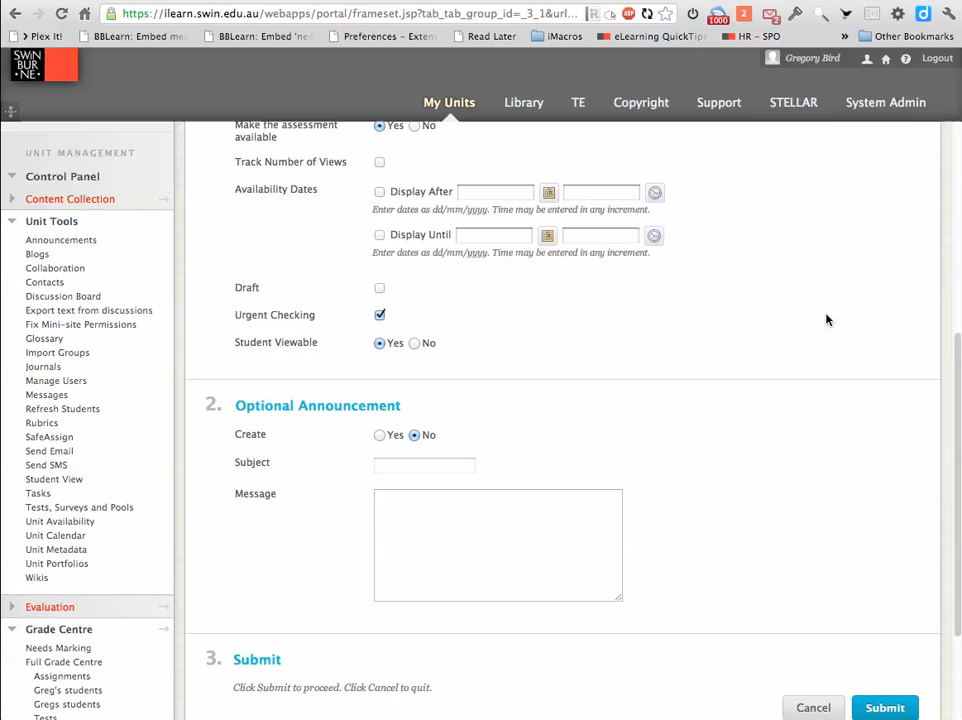 https://ilearn.swin.edu.au/webapps/portal/frameset.jsp?tab_tab_group_id=_3_1&url...
1000
2
2
Plex It!
BBLearn: Embed me
BBLearn: Embed 'ne
Preferences – Exten
Read Later
iMacros
eLearning QuickTips
HR – SPO
»
Other Bookmarks
SWIN
BUR
NE
Gregory Bird
Logout
My Units
Library
TE
Copyright
Support
STELLAR
System Admin
UNIT MANAGEMENT
Control Panel
Content Collection
Unit Tools
Announcements
Blogs
Collaboration
Contacts
Discussion Board
Export text from discussions
Fix Mini-site Permissions
Glossary
Import Groups
Journals
Manage Users
Messages
Refresh Students
Rubrics
SafeAssign
Send Email
Send SMS
Student View
Tasks
Tests, Surveys and Pools
Unit Availability
Unit Calendar
Unit Metadata
Unit Portfolios
Wikis
Evaluation
Grade Centre
Needs Marking
Full Grade Centre
Assignments
Greg's students
Gregs students
Tests
Make the assessment
available
Yes No
Track Number of Views
Availability Dates
Display After
Enter dates as dd/mm/yyyy. Time may be entered in any increment.
Display Until
Enter dates as dd/mm/yyyy. Time may be entered in any increment.
Draft
Urgent Checking
Student Viewable
Yes No
2. Optional Announcement
Create
Yes No
Subject
Message
3. Submit
Click Submit to proceed. Click Cancel to quit.
Cancel
Submit